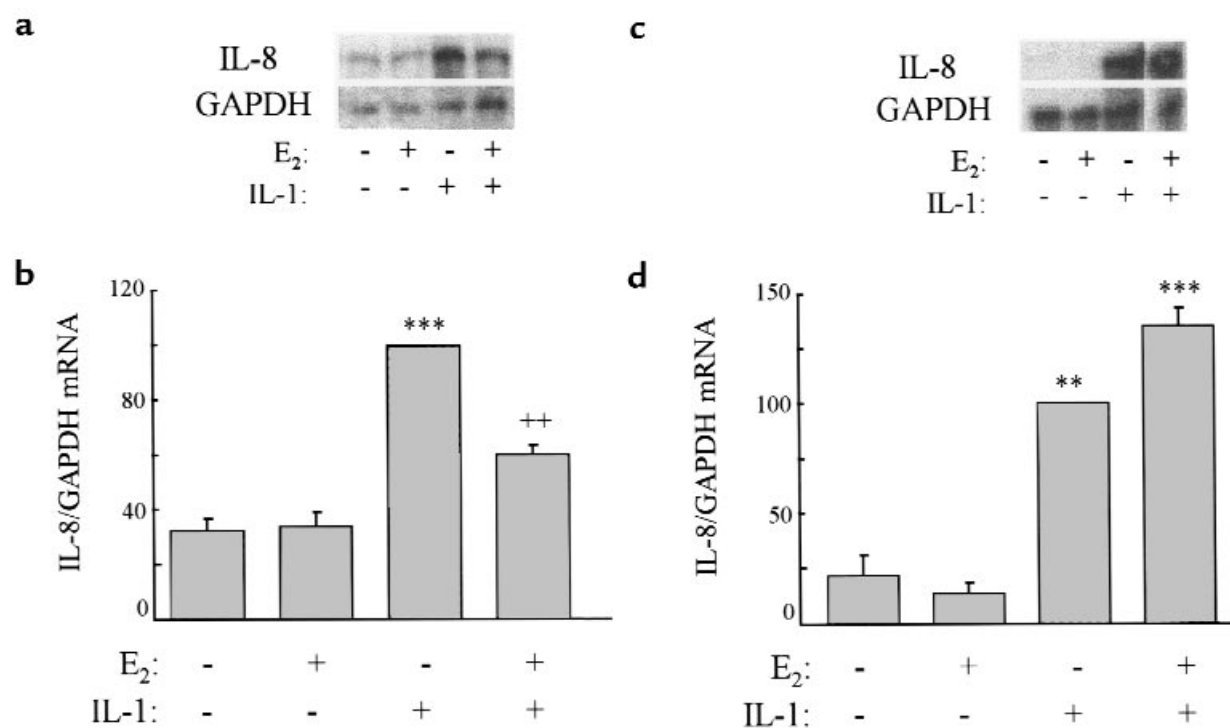 a
IL-8
GAPDH
E₂: - + - +
IL-1: - - + +
b
IL-8/GAPDH mRNA
120
80
40
0
***
++
E₂: - + - +
IL-1: - - + +
c
IL-8
GAPDH
E₂: - + - +
IL-1: - - + +
d
IL-8/GAPDH mRNA
150
100
50
0
**
***
E₂: - + - +
IL-1: - - + +